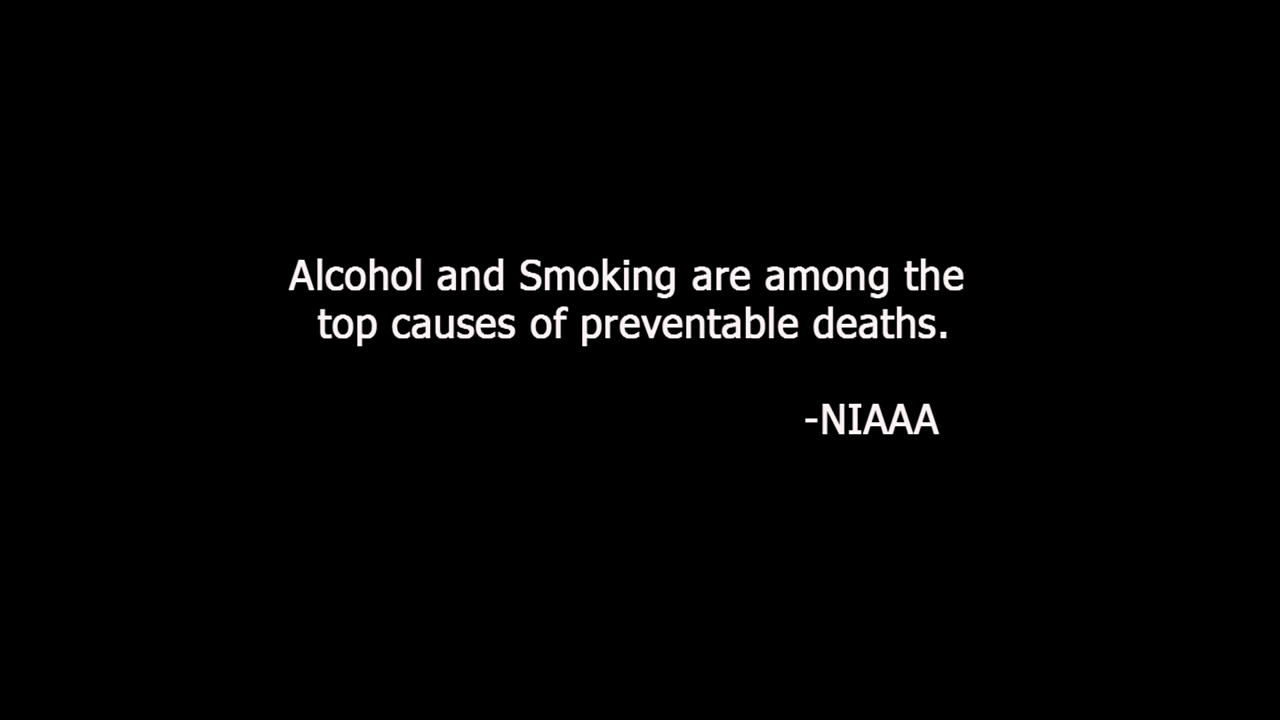 Alcohol and Smoking are among the
top causes of preventable deaths.
-NIAAA